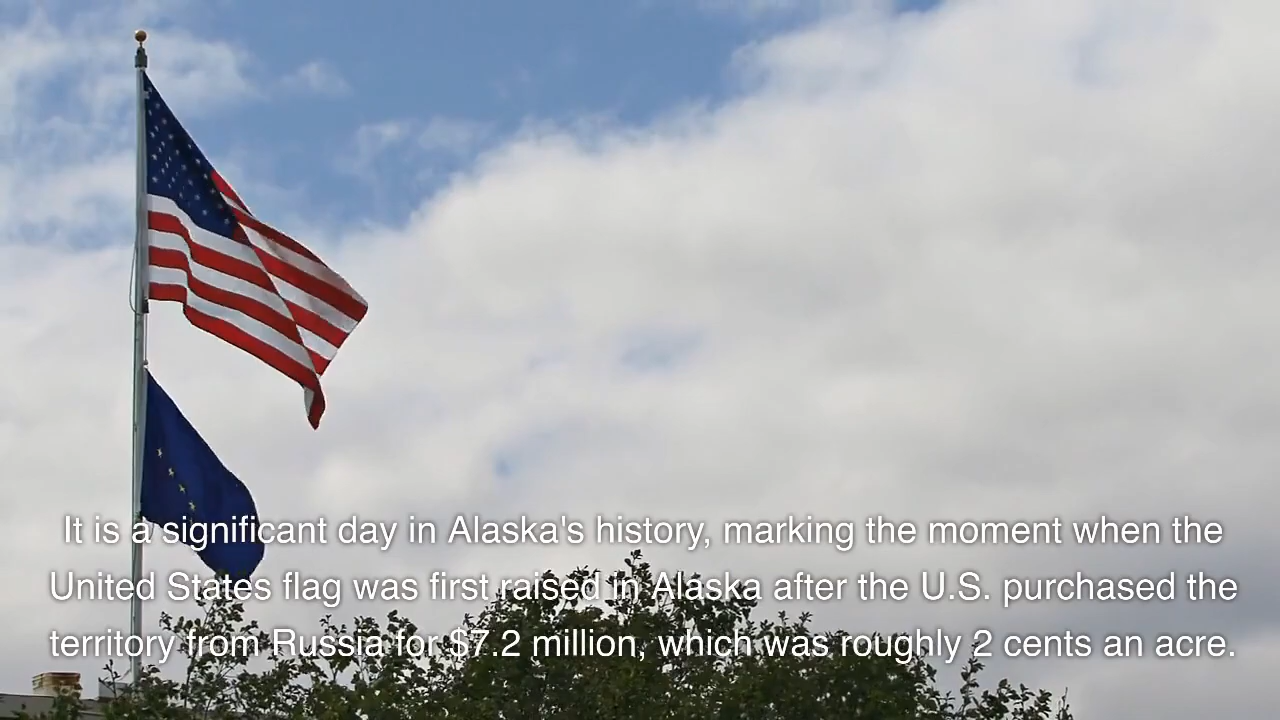 It is a significant day in Alaska's history, marking the moment when the
United States flag was first raised in Alaska after the U.S. purchased the
territory from Russia for $7.2 million, which was roughly 2 cents an acre.